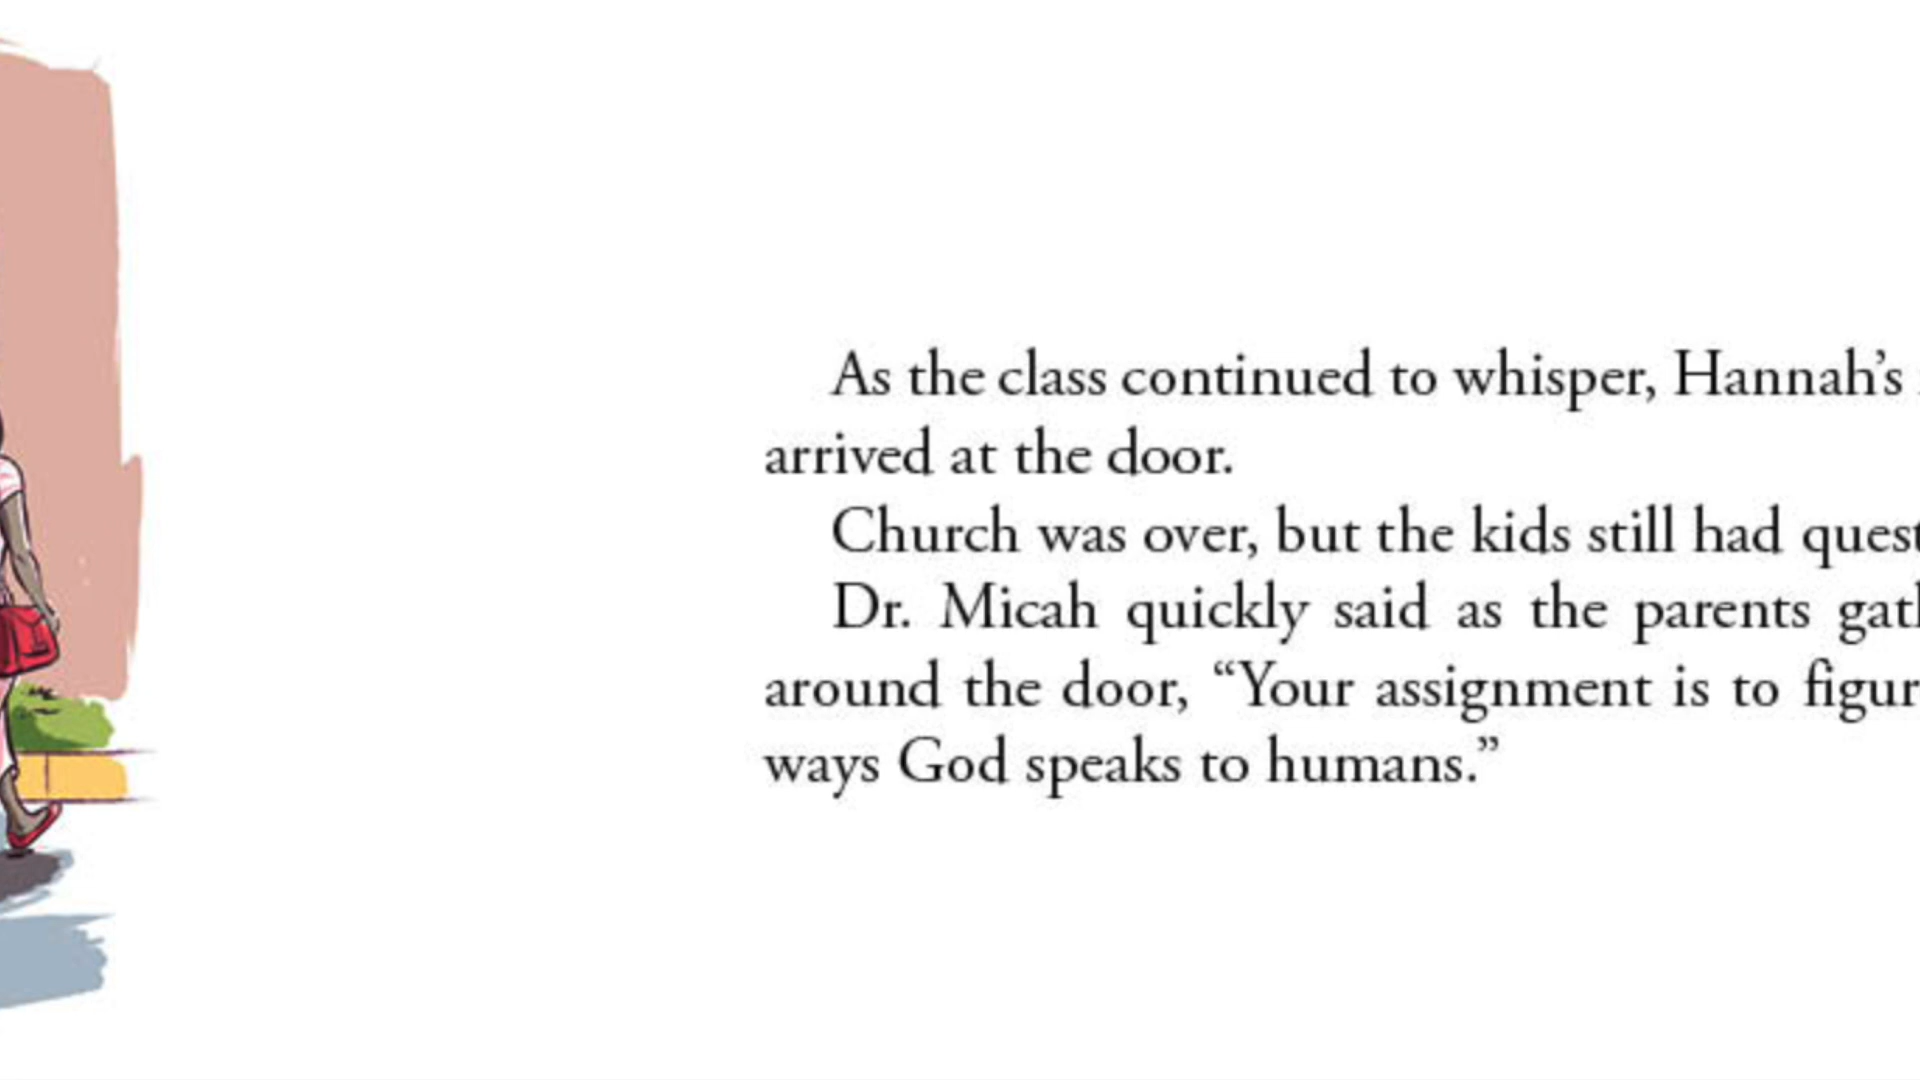 As the class continued to whisper, Hannah’s
arrived at the door.
Church was over, but the kids still had
Dr. Micah quickly said as the parents
around the door, “Your assignment is to
ways God speaks to humans.”